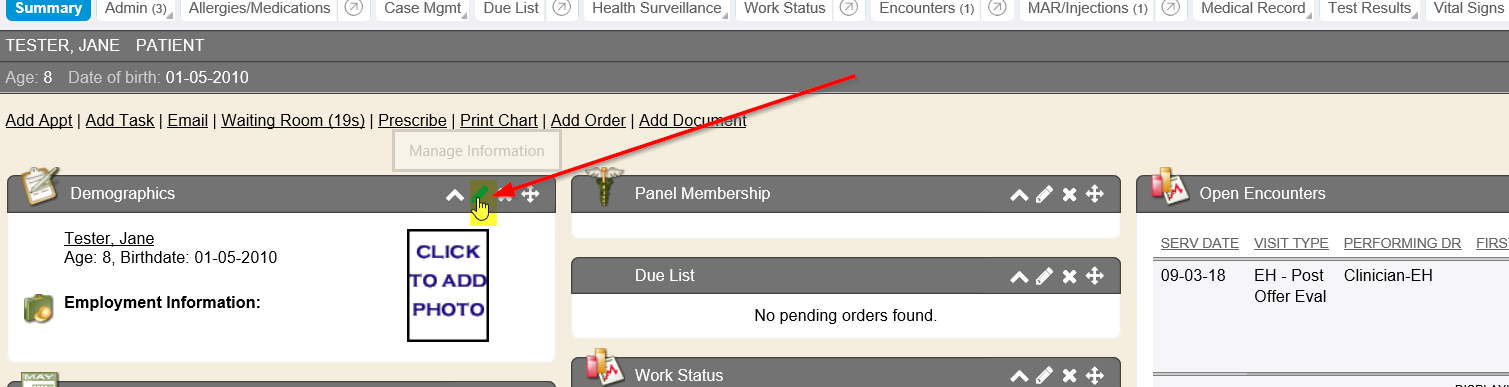 Summary Admin (3) Allergies/Medications Case Mgmt Due List Health Surveillance Work Status Encounters (1) MAR/Injections (1) Medical Record Test Results Vital Signs
TESTER, JANE PATIENT
Age: 8 Date of birth: 01-05-2010
Add Appt | Add Task | Email | Waiting Room (19s) | Prescribe | Print Chart | Add Order | Add Document
Manage Information
Demographics
Tester, Jane
Age: 8, Birthdate: 01-05-2010
CLICK
TO ADD
PHOTO
Employment Information:
MAY
Panel Membership
Due List
No pending orders found.
Work Status
Open Encounters
SERV DATE VISIT TYPE PERFORMING DR FIRS
09-03-18 EH - Post Clinician-EH
Offer Eval